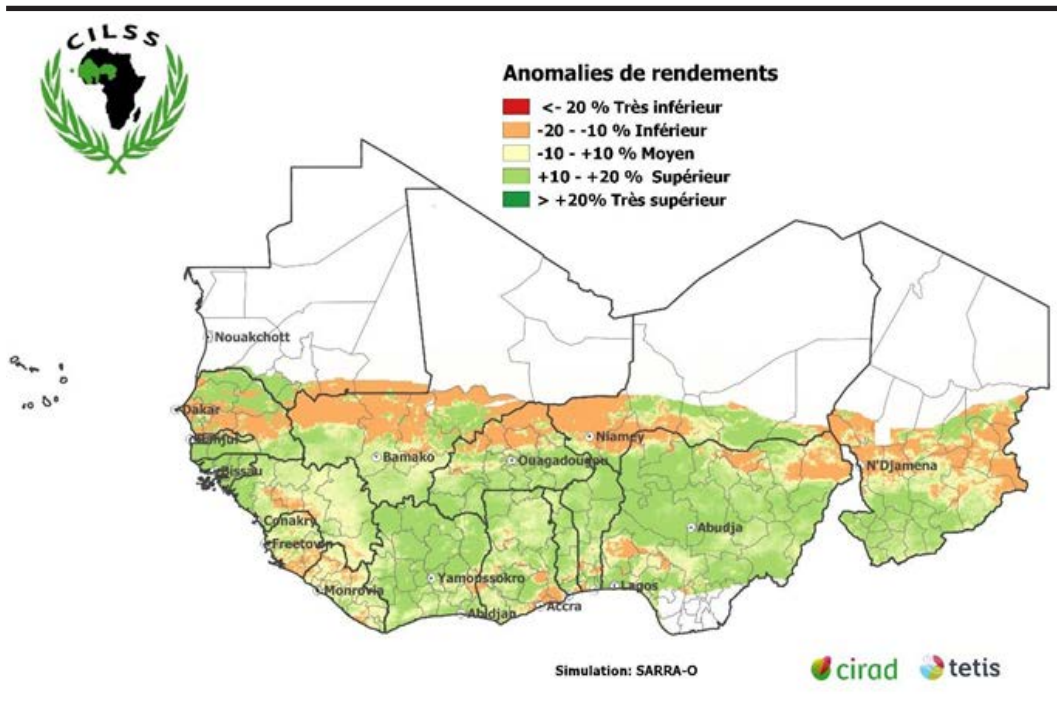 CILSS
Anomalies de rendements
<- 20 % Très inférieur
-20 - -10 % Inférieur
-10 - +10 % Moyen
+10 - +20 % Supérieur
> +20% Très supérieur
Nouakchott
Dakar
Banjul
Niamey
Bamako
Ouagadougou
N'Djamena
Bissau
Conakry
Abudja
Freetown
Yamoussokro
Monrovia
Lagos
Accra
Abidjan
Simulation: SARRA-O
cirad
tetis